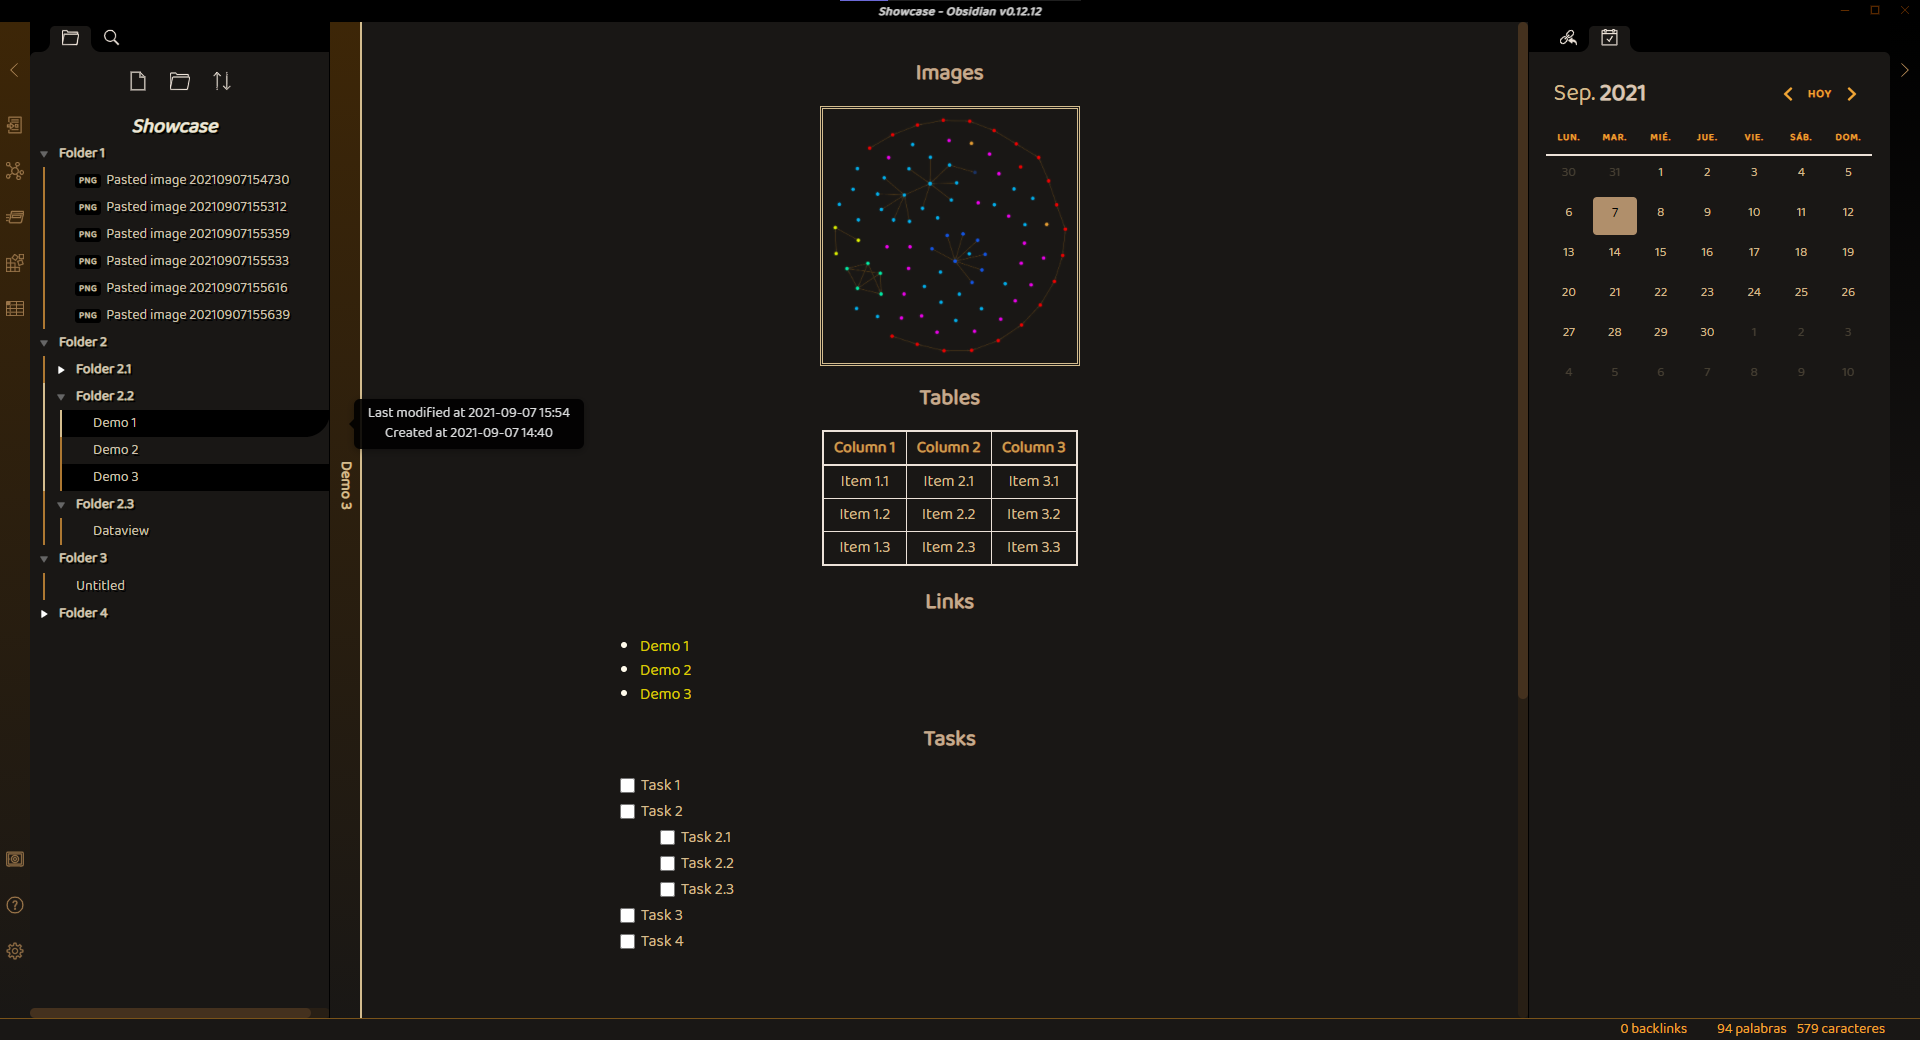 Showcase - Obsidian v0.12.12
Showcase
Folder 1
PNG Pasted image 20210907154730
PNG Pasted image 20210907155312
PNG Pasted image 20210907155359
PNG Pasted image 20210907155533
PNG Pasted image 20210907155616
PNG Pasted image 20210907155639
Folder 2
Folder 2.1
Folder 2.2
Demo 1
Demo 2
Demo 3
Folder 2.3
Dataview
Folder 3
Untitled
Folder 4
Last modified at 2021-09-07 15:54
Created at 2021-09-07 14:40
Demo 3
Images
Tables
Column 1 Column 2 Column 3
Item 1.1 Item 2.1 Item 3.1
Item 1.2 Item 2.2 Item 3.2
Item 1.3 Item 2.3 Item 3.3
Links
Demo 1
Demo 2
Demo 3
Tasks
Task 1
Task 2
Task 2.1
Task 2.2
Task 2.3
Task 3
Task 4
Sep. 2021 HOY
LUN. MAR. MIÉ. JUE. VIE. SÁB. DOM.
30 31 1 2 3 4 5
6 7 8 9 10 11 12
13 14 15 16 17 18 19
20 21 22 23 24 25 26
27 28 29 30 1 2 3
4 5 6 7 8 9 10
0 backlinks 94 palabras 579 caracteres